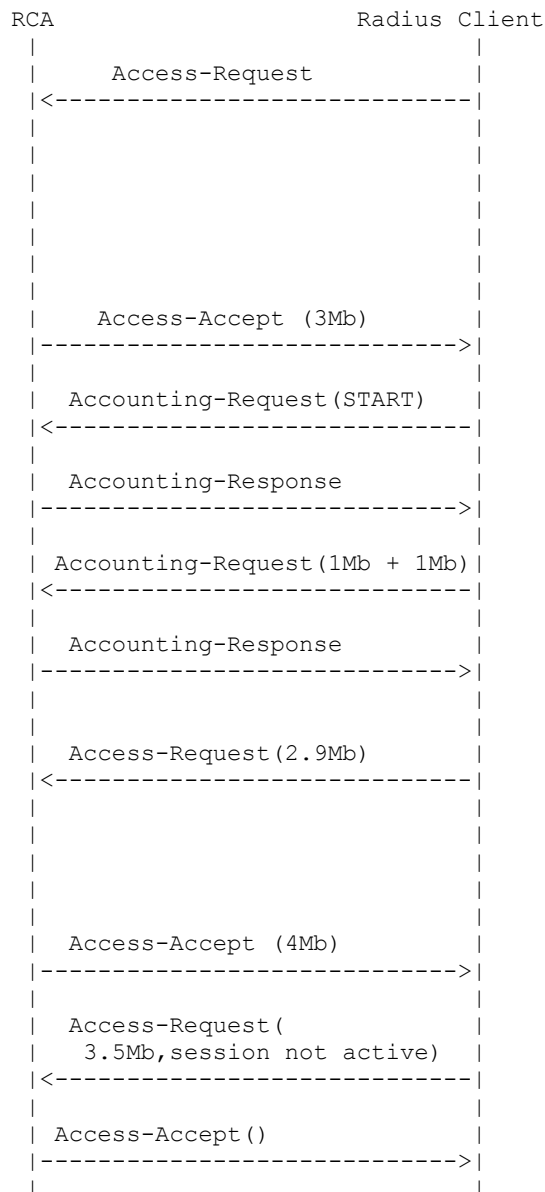 RCA Radius Client
Access-Request
Access-Accept (3Mb)
Accounting-Request(START)
Accounting-Response
Accounting-Request(1Mb + 1Mb)
Accounting-Response
Access-Request(2.9Mb)
Access-Accept (4Mb)
Access-Request(
3.5Mb,session not active)
Access-Accept()